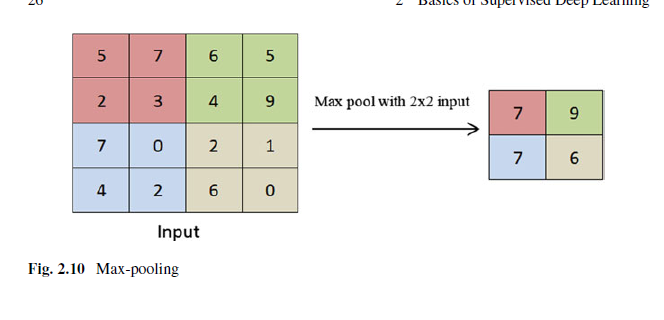 26 2 Basics of Supervised Deep Learning
5 7 6 5
2 3 4 9
7 0 2 1
4 2 6 0
Max pool with 2x2 input
7 9
7 6
Input
Fig. 2.10 Max-pooling